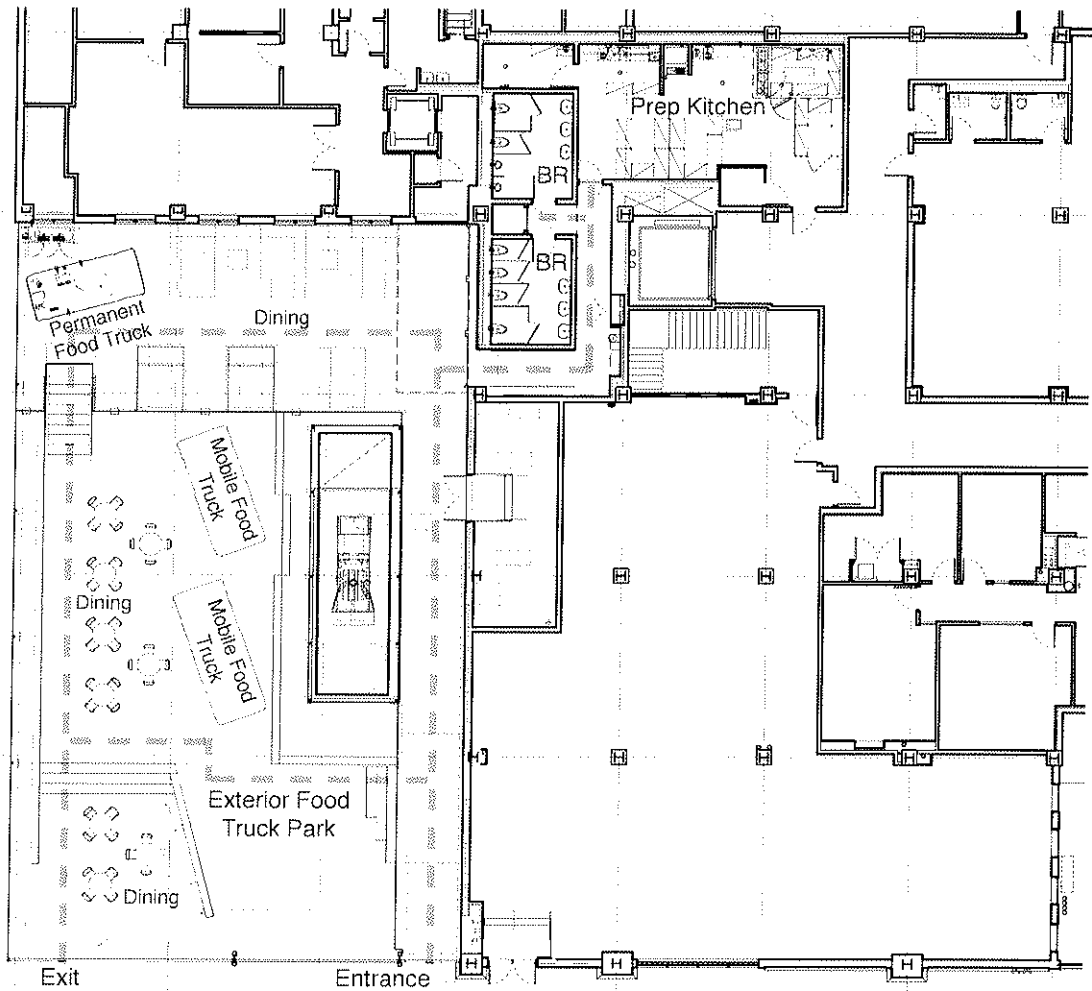 Prep Kitchen
BR
BR
Permanent
Food Truck
Dining
Mobile Food
Truck
Dining
Mobile Food
Truck
Exterior Food
Truck Park
Dining
Exit
Entrance